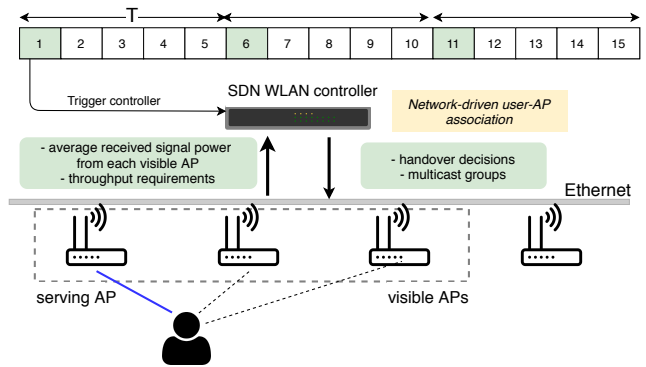 T
1 2 3 4 5 6 7 8 9 10 11 12 13 14 15
SDN WLAN controller
Trigger controller
Network-driven user-AP
association
- average received signal power
from each visible AP
- throughput requirements
- handover decisions
- multicast groups
Ethernet
serving AP
visible APs